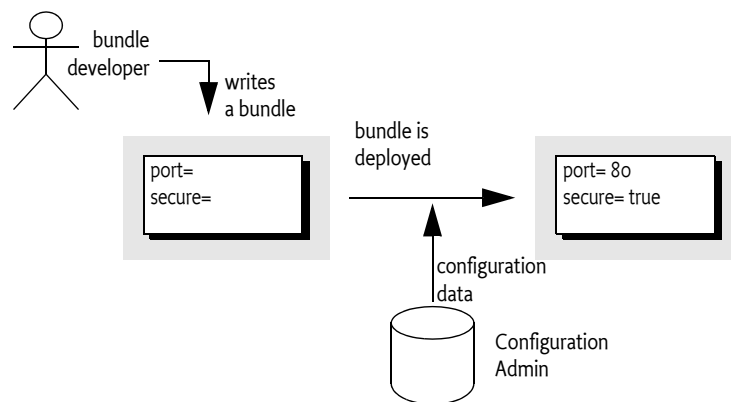 bundle
developer
writes
a bundle
bundle is
deployed
port=
secure=
port= 80
secure= true
configuration
data
Configuration
Admin